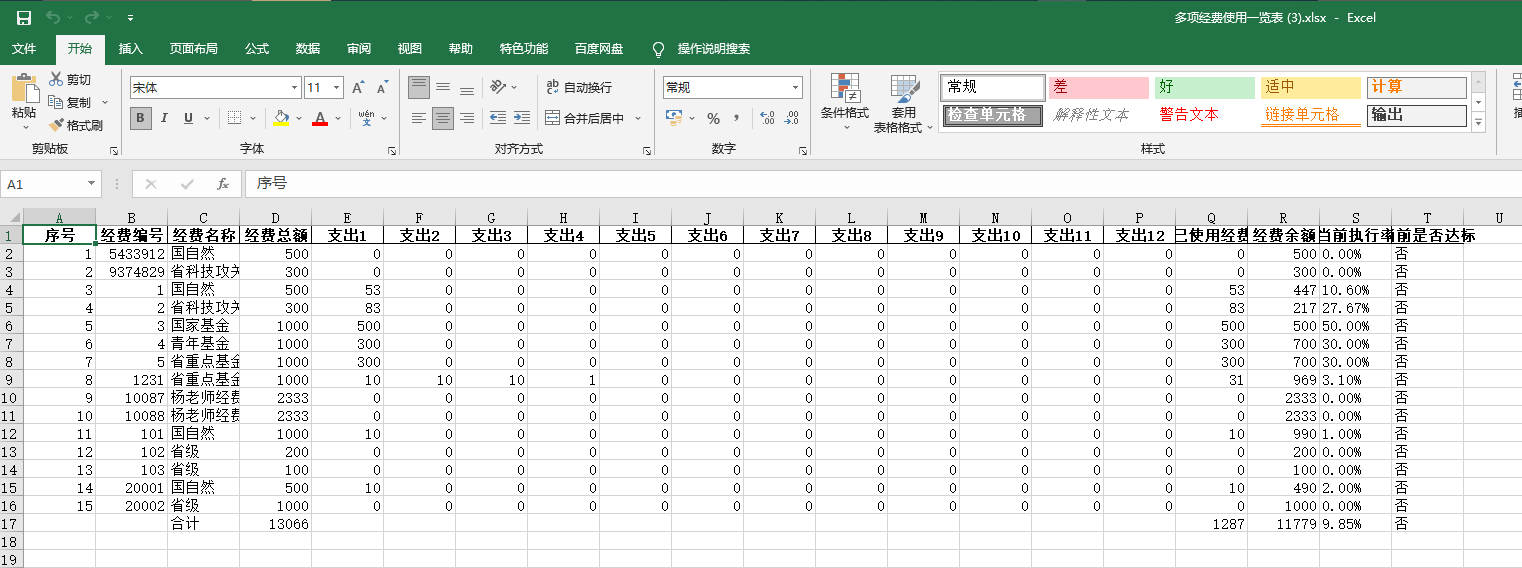 多项经费使用一览表 (3).xlsx - Excel
文件 开始 插入 页面布局 公式 数据 审阅 视图 帮助 特色功能 百度网盘 操作说明搜索
粘贴 剪切 复制 格式刷 剪贴板
宋体 11 A A
B I U A wén 文 字体
ab 自动换行
合并后居中 对齐方式
常规
% , .00 .00 数字
条件格式 套用 表格格式
常规 差 好 适中 计算
检查单元格 解释性文本 警告文本 链接单元格 输出
样式
A1 fx 序号
A B C D E F G H I J K L M N O P Q R S T U
1 序号 经费编号 经费名称 经费总额 支出1 支出2 支出3 支出4 支出5 支出6 支出7 支出8 支出9 支出10 支出11 支出12 已使用经费 经费余额 当前执行率 前是否达标
2 1 5433912 国自然 500 0 0 0 0 0 0 0 0 0 0 0 0 0 500 0.00% 否
3 2 9374829 省科技攻关 300 0 0 0 0 0 0 0 0 0 0 0 0 0 300 0.00% 否
4 3 1 国自然 500 53 0 0 0 0 0 0 0 0 0 0 0 53 447 10.60% 否
5 4 2 省科技攻关 300 83 0 0 0 0 0 0 0 0 0 0 0 83 217 27.67% 否
6 5 3 国家基金 1000 500 0 0 0 0 0 0 0 0 0 0 0 500 500 50.00% 否
7 6 4 青年基金 1000 300 0 0 0 0 0 0 0 0 0 0 0 300 700 30.00% 否
8 7 5 省重点基金 1000 300 0 0 0 0 0 0 0 0 0 0 0 300 700 30.00% 否
9 8 1231 省重点基金 1000 10 10 10 1 0 0 0 0 0 0 0 0 31 969 3.10% 否
10 9 10087 杨老师经费 2333 0 0 0 0 0 0 0 0 0 0 0 0 0 2333 0.00% 否
11 10 10088 杨老师经费 2333 0 0 0 0 0 0 0 0 0 0 0 0 0 2333 0.00% 否
12 11 101 国自然 1000 10 0 0 0 0 0 0 0 0 0 0 0 10 990 1.00% 否
13 12 102 省级 200 0 0 0 0 0 0 0 0 0 0 0 0 0 200 0.00% 否
14 13 103 省级 100 0 0 0 0 0 0 0 0 0 0 0 0 0 100 0.00% 否
15 14 20001 国自然 500 10 0 0 0 0 0 0 0 0 0 0 0 10 490 2.00% 否
16 15 20002 省级 1000 0 0 0 0 0 0 0 0 0 0 0 0 0 1000 0.00% 否
17 合计 13066 1287 11779 9.85% 否
18
19